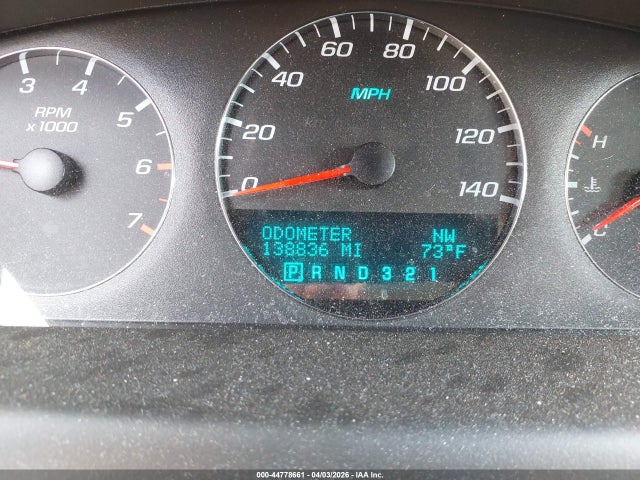 60 80
3 4 40 100
RPM
x1000
5 MPH
20 120 H
6 0 140
7 C
ODOMETER NW
138836 MI 73°F
P R N D 3 2 1
000-44778661 - 04/03/2026 - IAA Inc.